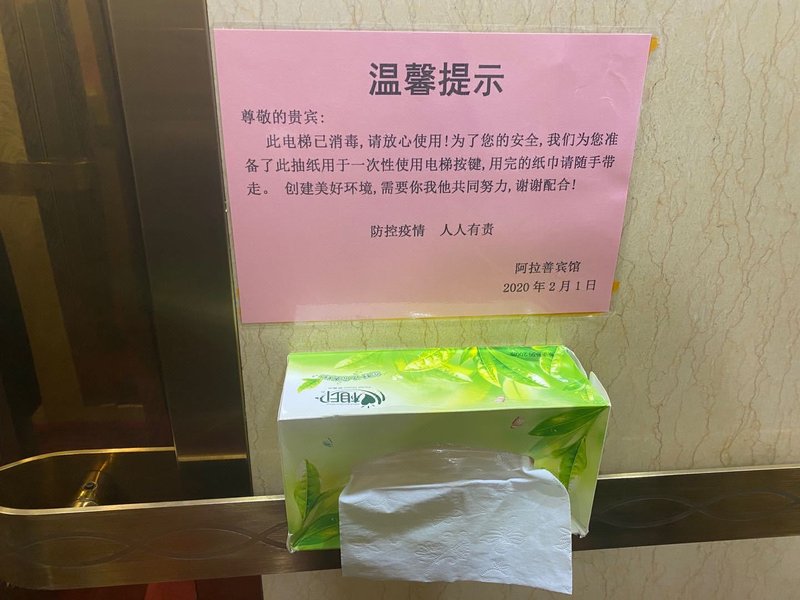 温馨提示
尊敬的贵宾:
此电梯已消毒,请放心使用!为了您的安全,我们为您准
备了此抽纸用于一次性使用电梯按键,用完的纸巾请随手带
走。 创建美好环境,需要你我他共同努力,谢谢配合!
防控疫情 人人有责
阿拉善宾馆
2020年2月1日
心相印